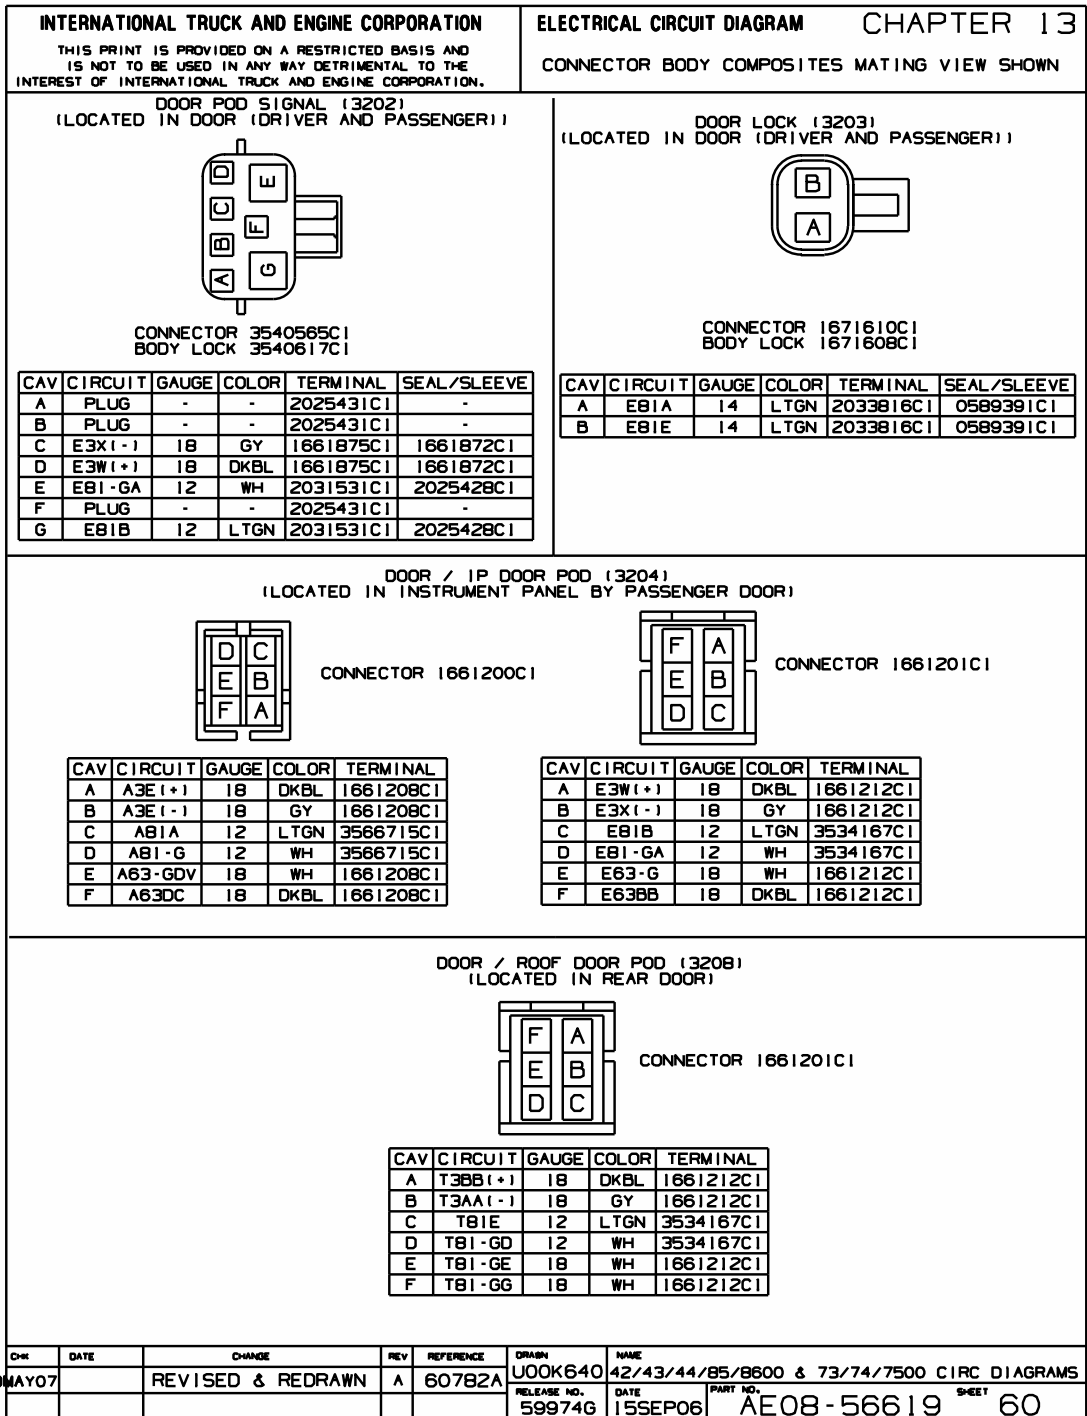 INTERNATIONAL TRUCK AND ENGINE CORPORATION
THIS PRINT IS PROVIDED ON A RESTRICTED BASIS AND
IS NOT TO BE USED IN ANY WAY DETRIMENTAL TO THE
INTEREST OF INTERNATIONAL TRUCK AND ENGINE CORPORATION.
ELECTRICAL CIRCUIT DIAGRAM CHAPTER 13
CONNECTOR BODY COMPOSITES MATING VIEW SHOWN
DOOR POD SIGNAL (3202)
(LOCATED IN DOOR (DRIVER AND PASSENGER))
D E
C F
B
A G
CONNECTOR 3540565C1
BODY LOCK 3540617C1
CAV CIRCUIT GAUGE COLOR TERMINAL SEAL/SLEEVE
A PLUG - - 2025431C1 -
B PLUG - - 2025431C1 -
C E3X(-) 18 GY 1661875C1 1661872C1
D E3W(+) 18 DKBL 1661875C1 1661872C1
E E81-GA 12 WH 2031531C1 2025428C1
F PLUG - - 2025431C1 -
G E81B 12 LTGN 2031531C1 2025428C1
DOOR LOCK (3203)
(LOCATED IN DOOR (DRIVER AND PASSENGER))
B
A
CONNECTOR 1671610C1
BODY LOCK 1671608C1
CAV CIRCUIT GAUGE COLOR TERMINAL SEAL/SLEEVE
A E81A 14 LTGN 2033816C1 0589391C1
B E81E 14 LTGN 2033816C1 0589391C1
DOOR / IP DOOR POD (3204)
(LOCATED IN INSTRUMENT PANEL BY PASSENGER DOOR)
D C
E B
F A
CONNECTOR 1661200C1
CAV CIRCUIT GAUGE COLOR TERMINAL
A A3E(+) 18 DKBL 1661208C1
B A3E(-) 18 GY 1661208C1
C A81A 12 LTGN 3566715C1
D A81-G 12 WH 3566715C1
E A63-GDV 18 WH 1661208C1
F A63DC 18 DKBL 1661208C1
F A
E B
D C
CONNECTOR 1661201C1
CAV CIRCUIT GAUGE COLOR TERMINAL
A E3W(+) 18 DKBL 1661212C1
B E3X(-) 18 GY 1661212C1
C E81B 12 LTGN 3534167C1
D E81-GA 12 WH 3534167C1
E E63-G 18 WH 1661212C1
F E63BB 18 DKBL 1661212C1
DOOR / ROOF DOOR POD (3208)
(LOCATED IN REAR DOOR)
F A
E B
D C
CONNECTOR 1661201C1
CAV CIRCUIT GAUGE COLOR TERMINAL
A T3BB(+) 18 DKBL 1661212C1
B T3AA(-) 18 GY 1661212C1
C T81E 12 LTGN 3534167C1
D T81-GD 12 WH 3534167C1
E T81-GE 18 WH 1661212C1
F T81-GG 18 WH 1661212C1
CHK DATE CHANGE REV REFERENCE DRAWN NAME
MAY07 REVISED & REDRAWN A 60782A U00K640 42/43/44/85/8600 & 73/74/7500 CIRC DIAGRAMS
RELEASE NO. DATE PART NO. SHEET
59974G 15SEP06 AE08-56619 60